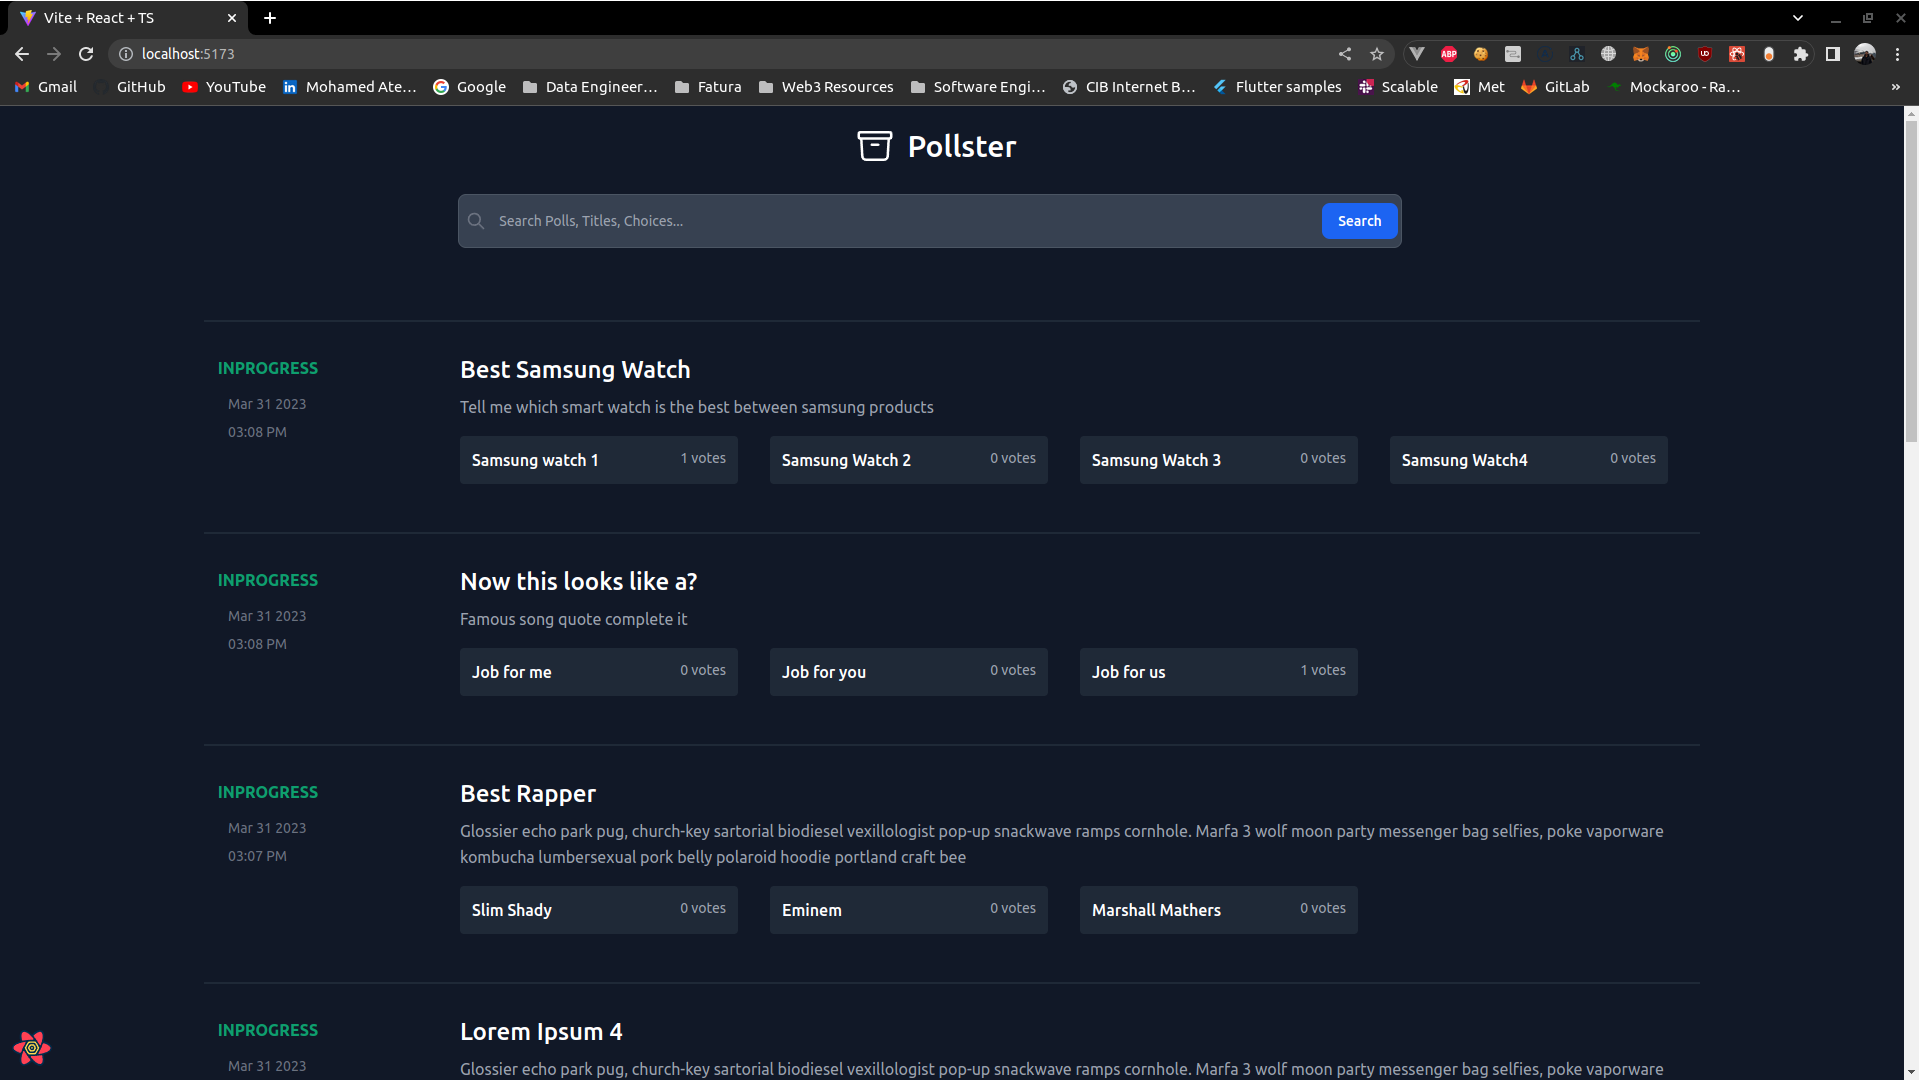 Vite + React + TS
localhost:5173
Gmail GitHub YouTube Mohamed Ate... Google Data Engineer... Fatura Web3 Resources Software Engi... CIB Internet B... Flutter samples Scalable Met GitLab Mockaroo - Ra... »
ABP
Pollster
Search Polls, Titles, Choices... Search
INPROGRESS
Mar 31 2023
03:08 PM
Best Samsung Watch
Tell me which smart watch is the best between samsung products
Samsung watch 1 1 votes Samsung Watch 2 0 votes Samsung Watch 3 0 votes Samsung Watch4 0 votes
INPROGRESS
Mar 31 2023
03:08 PM
Now this looks like a?
Famous song quote complete it
Job for me 0 votes Job for you 0 votes Job for us 1 votes
INPROGRESS
Mar 31 2023
03:07 PM
Best Rapper
Glossier echo park pug, church-key sartorial biodiesel vexillologist pop-up snackwave ramps cornhole. Marfa 3 wolf moon party messenger bag selfies, poke vaporware
kombucha lumbersexual pork belly polaroid hoodie portland craft bee
Slim Shady 0 votes Eminem 0 votes Marshall Mathers 0 votes
INPROGRESS
Mar 31 2023
Lorem Ipsum 4
Glossier echo park pug, church-key sartorial biodiesel vexillologist pop-up snackwave ramps cornhole. Marfa 3 wolf moon party messenger bag selfies, poke vaporware